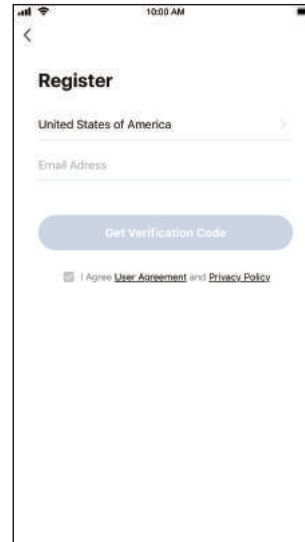 10:00 AM
Register
United States of America
Email Adress
Get Verification Code
I Agree User Agreement and Privacy Policy